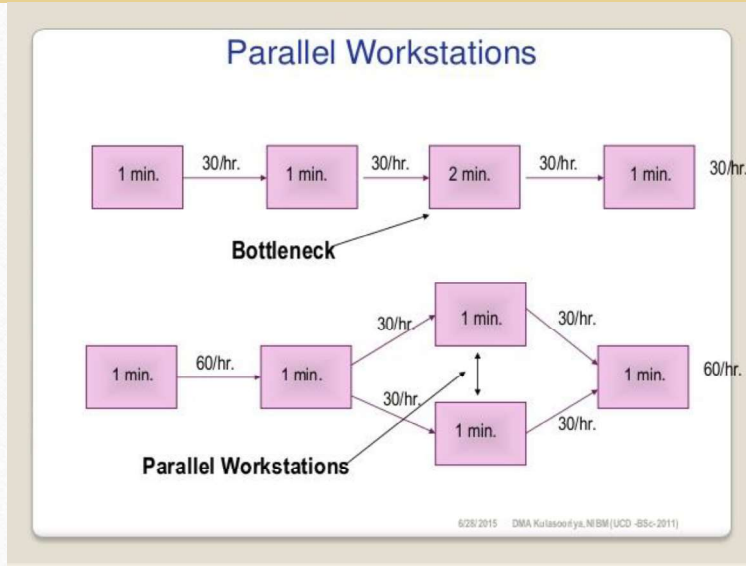 Parallel Workstations
1 min.
30/hr.
1 min.
30/hr.
2 min.
30/hr.
1 min.
30/hr.
Bottleneck
1 min.
60/hr.
1 min.
30/hr.
1 min.
30/hr.
30/hr.
1 min.
30/hr.
1 min.
60/hr.
Parallel Workstations
6/28/2015 DMA Kulasooriya, NIBM (UCD -BSc-2011)